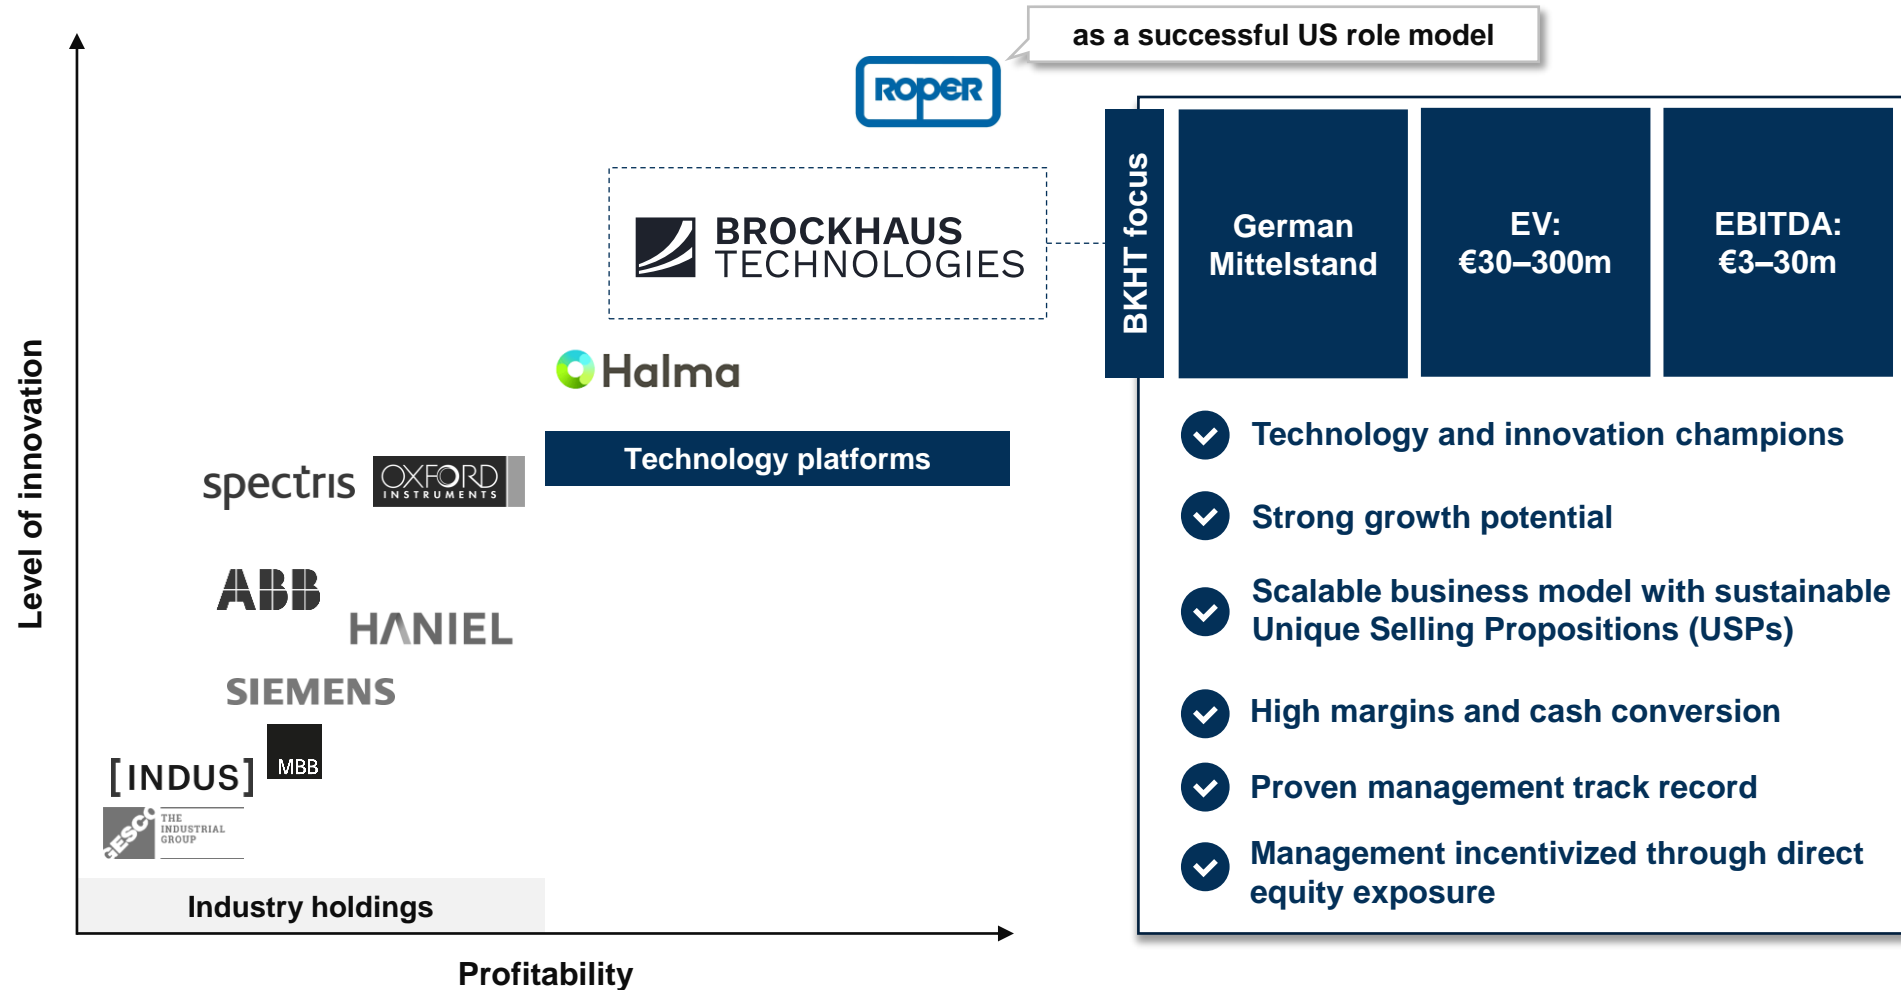 as a successful US role model
ROPER
BROCKHAUS
TECHNOLOGIES
Halma
Technology platforms
spectris
OXFORD
INSTRUMENTS
ABB
HANIEL
SIEMENS
MBB
[INDUS]
GESCO
THE
INDUSTRIAL
GROUP
Industry holdings
Level of innovation
Profitability
BKHT focus
German
Mittelstand
EV:
€30–300m
EBITDA:
€3–30m
Technology and innovation champions
Strong growth potential
Scalable business model with sustainable
Unique Selling Propositions (USPs)
High margins and cash conversion
Proven management track record
Management incentivized through direct
equity exposure